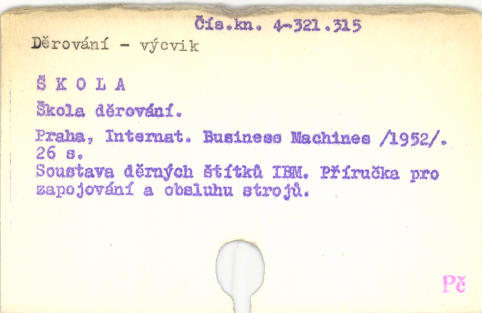 Čís.kn. 4-321.315
Děrování - výcvik
Š K O L A
Škola děrování.
Praha, Internat. Business Machines /1952/.
26 s.
Soustava děrných štítků IBM. Příručka pro
zapojování a obsluhu strojů.
Pč